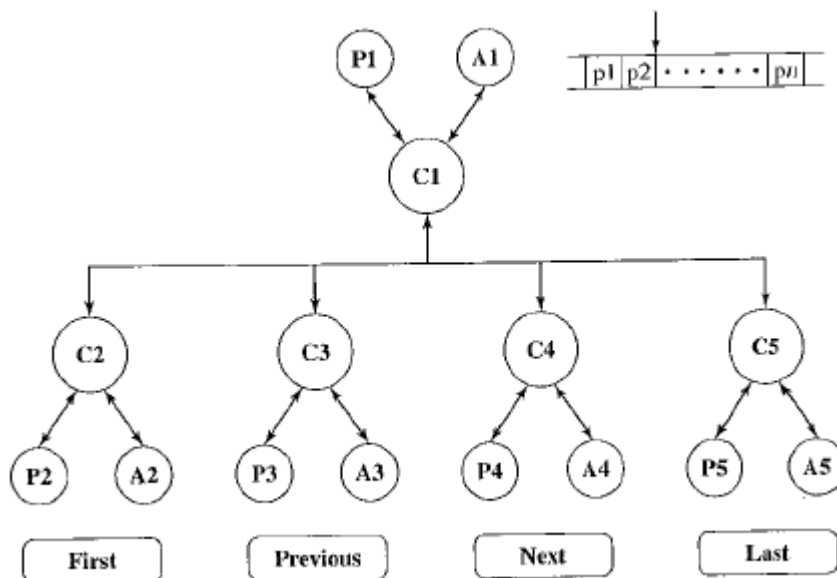 P1 A1
p1 p2 . . . . . . pn
C1
C2 C3 C4 C5
P2 A2 P3 A3 P4 A4 P5 A5
First Previous Next Last